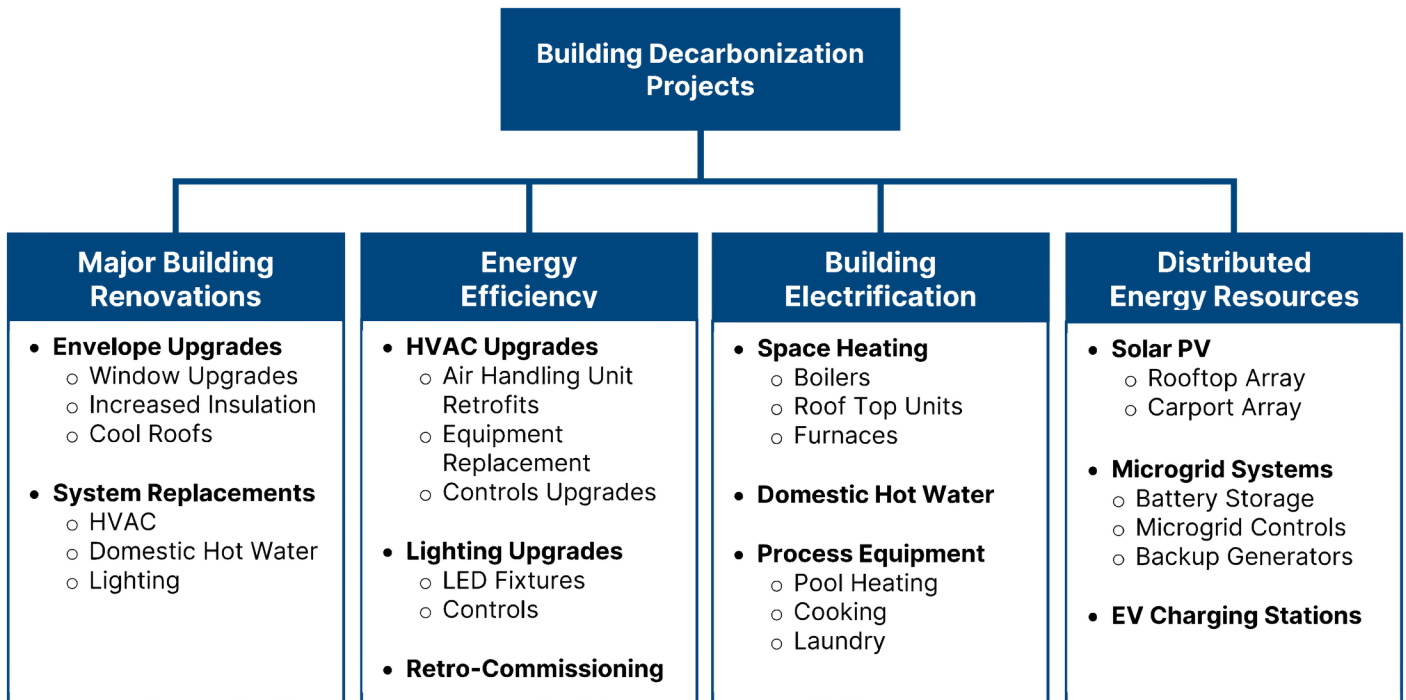 Building Decarbonization
Projects
Major Building
Renovations
• Envelope Upgrades
○ Window Upgrades
○ Increased Insulation
○ Cool Roofs
• System Replacements
○ HVAC
○ Domestic Hot Water
○ Lighting
Energy
Efficiency
• HVAC Upgrades
○ Air Handling Unit
Retrofits
○ Equipment
Replacement
○ Controls Upgrades
• Lighting Upgrades
○ LED Fixtures
○ Controls
• Retro-Commissioning
Building
Electrification
• Space Heating
○ Boilers
○ Roof Top Units
○ Furnaces
• Domestic Hot Water
• Process Equipment
○ Pool Heating
○ Cooking
○ Laundry
Distributed
Energy Resources
• Solar PV
○ Rooftop Array
○ Carport Array
• Microgrid Systems
○ Battery Storage
○ Microgrid Controls
○ Backup Generators
• EV Charging Stations